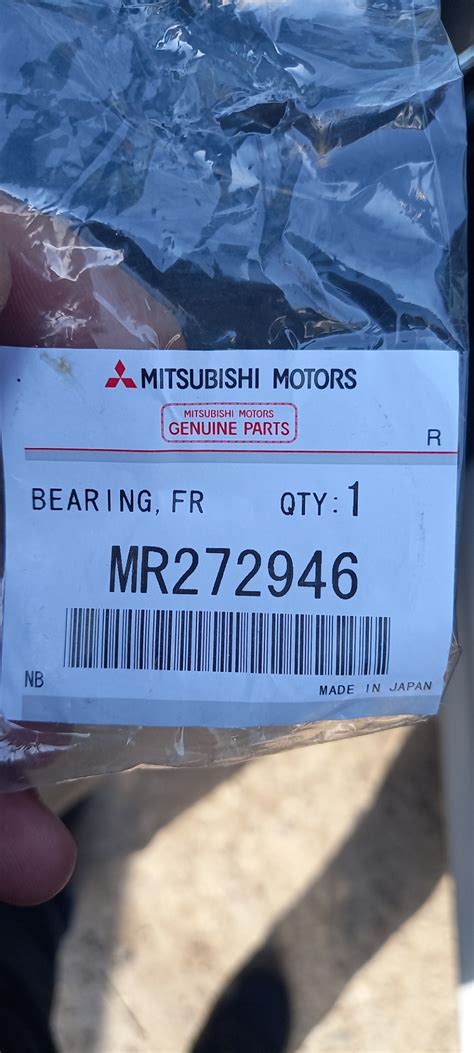 MITSUBISHI MOTORS
MITSUBISHI MOTORS
GENUINE PARTS
R
BEARING, FR QTY: 1
MR272946
NB
MADE IN JAPAN